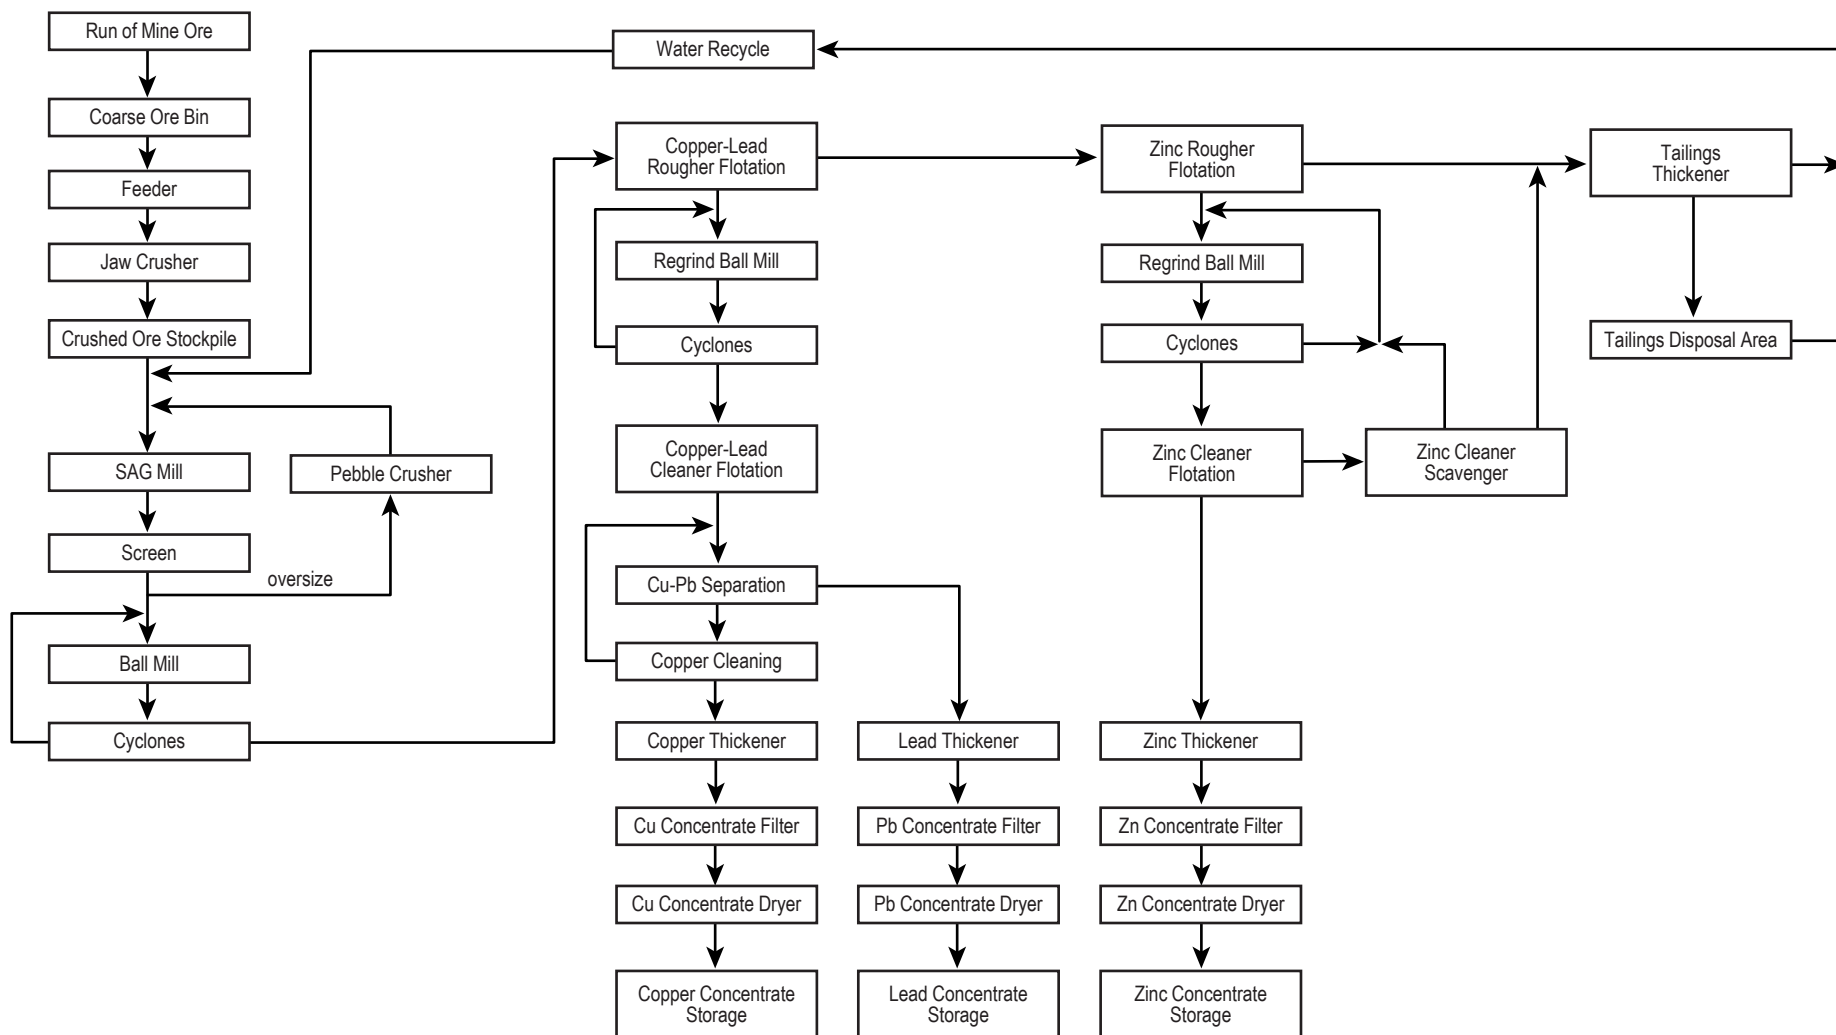 Run of Mine Ore
Coarse Ore Bin
Feeder
Jaw Crusher
Crushed Ore Stockpile
SAG Mill
Pebble Crusher
Screen
oversize
Ball Mill
Cyclones
Water Recycle
Copper-Lead
Rougher Flotation
Regrind Ball Mill
Cyclones
Copper-Lead
Cleaner Flotation
Cu-Pb Separation
Copper Cleaning
Copper Thickener
Cu Concentrate Filter
Cu Concentrate Dryer
Copper Concentrate
Storage
Lead Thickener
Pb Concentrate Filter
Pb Concentrate Dryer
Lead Concentrate
Storage
Zinc Rougher
Flotation
Regrind Ball Mill
Cyclones
Zinc Cleaner
Flotation
Zinc Cleaner
Scavenger
Zinc Thickener
Zn Concentrate Filter
Zn Concentrate Dryer
Zinc Concentrate
Storage
Tailings
Thickener
Tailings Disposal Area